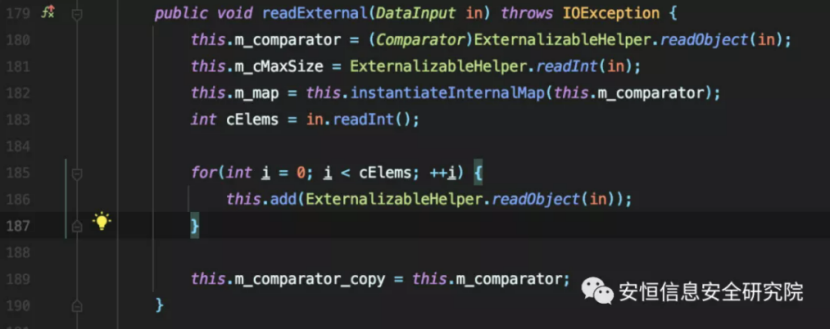 179 public void readExternal(DataInput in) throws IOException {
180 this.m_comparator = (Comparator)ExternalizableHelper.readObject(in);
181 this.m_cMaxSize = ExternalizableHelper.readInt(in);
182 this.m_map = this.instantiateInternalMap(this.m_comparator);
183 int cElems = in.readInt();
184
185 for(int i = 0; i < cElems; ++i) {
186 this.add(ExternalizableHelper.readObject(in));
187 }
188
189 this.m_comparator_copy = this.m_comparator;
安恒信息安全研究院
190 }